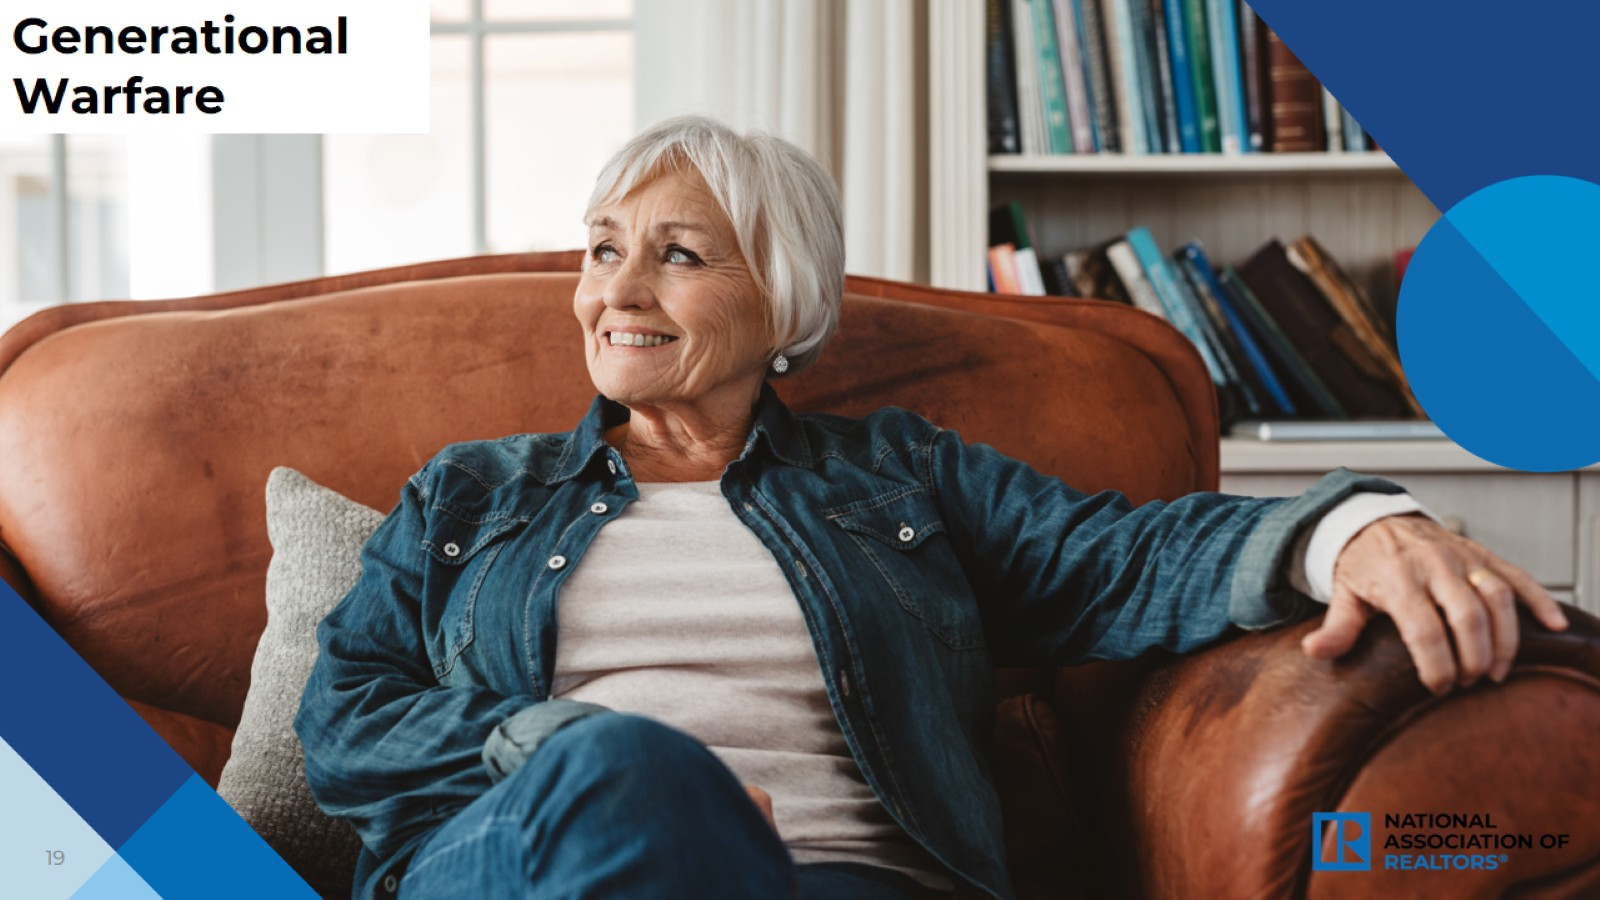 Generational
Warfare
19
NATIONAL
ASSOCIATION OF
REALTORS®